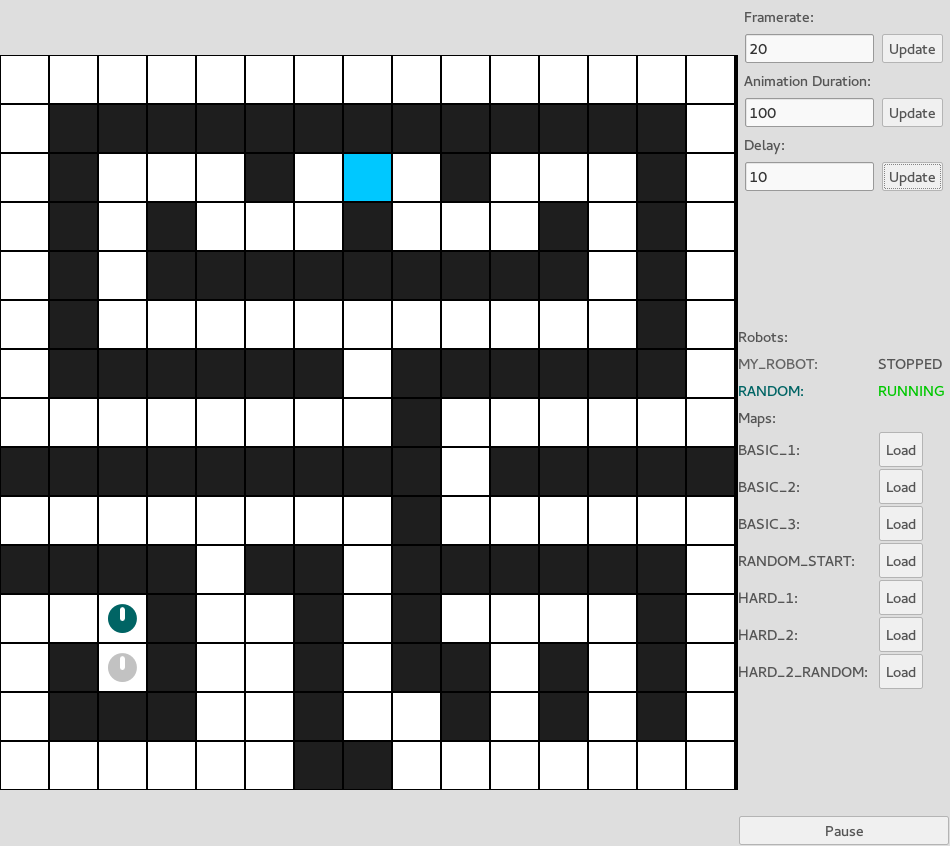 Framerate:
20 Update
Animation Duration:
100 Update
Delay:
10 Update
Robots:
MY_ROBOT: STOPPED
RANDOM: RUNNING
Maps:
BASIC_1: Load
BASIC_2: Load
BASIC_3: Load
RANDOM_START: Load
HARD_1: Load
HARD_2: Load
HARD_2_RANDOM: Load
Pause